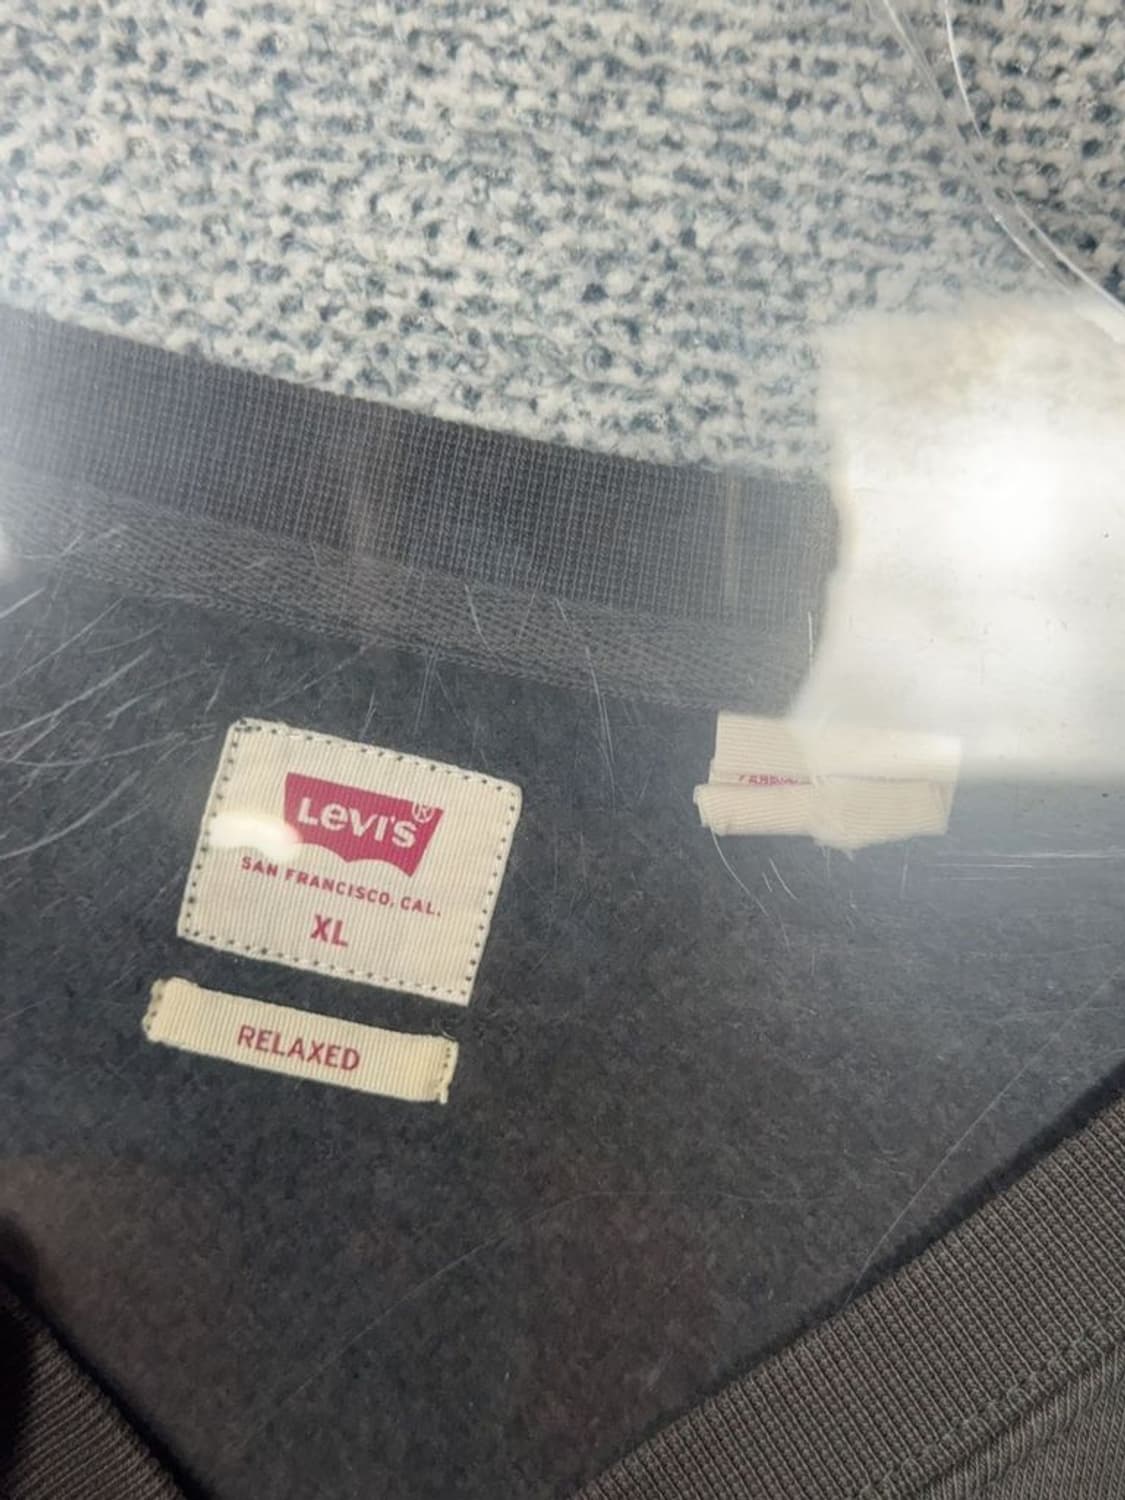 Levi's®
SAN FRANCISCO, CAL.
XL
RELAXED